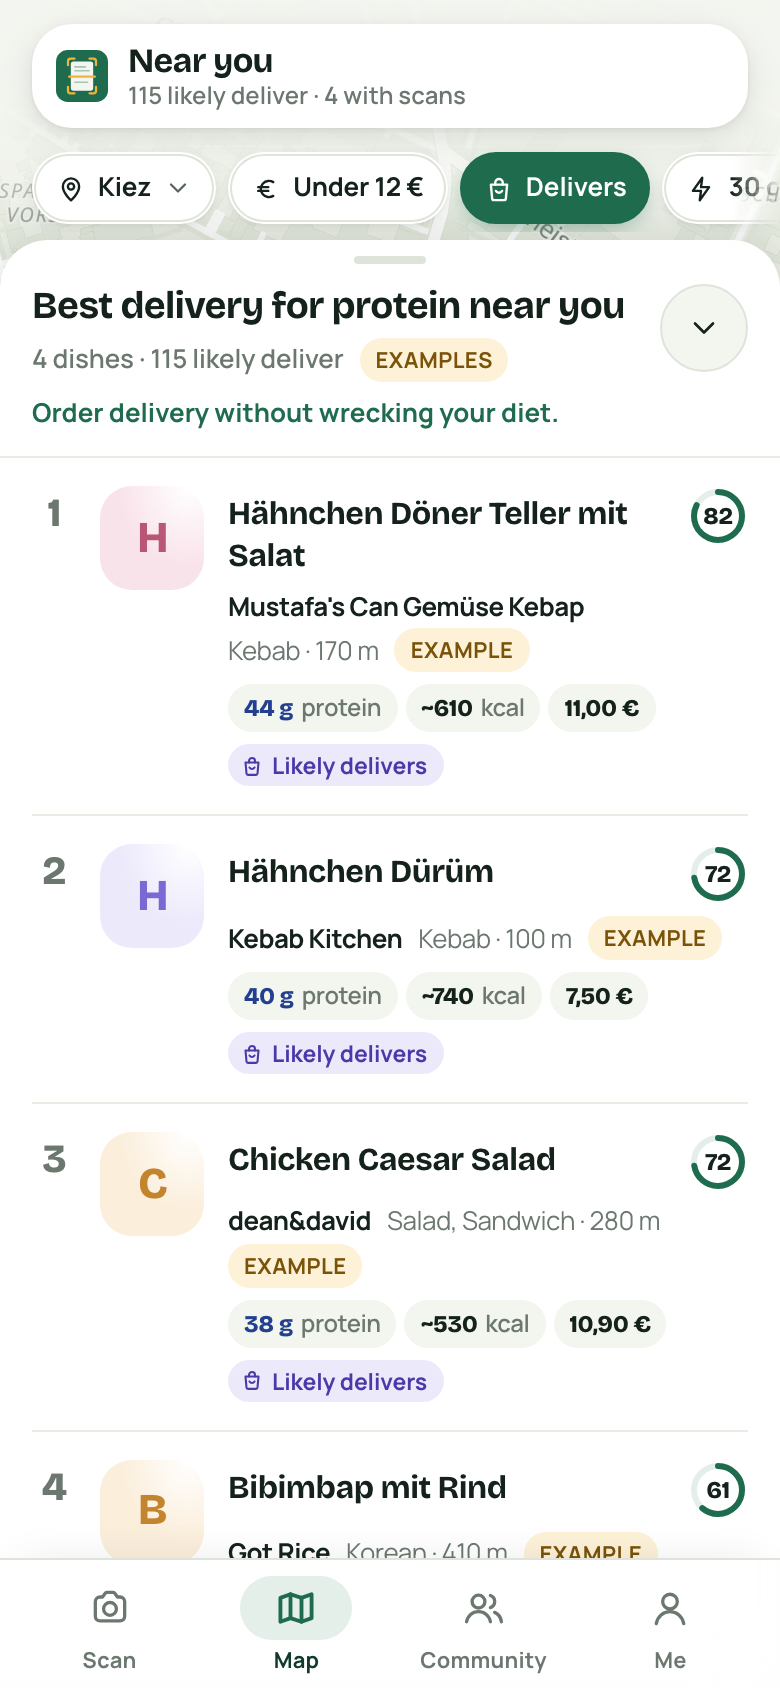 Near you
115 likely deliver · 4 with scans
Kiez
€ Under 12 €
Delivers
30 g
Best delivery for protein near you
4 dishes · 115 likely deliver EXAMPLES
Order delivery without wrecking your diet.
1 H Hähnchen Döner Teller mit 82
Salat
Mustafa's Can Gemüse Kebap
Kebab · 170 m EXAMPLE
44 g protein ~610 kcal 11,00 €
Likely delivers
2 H Hähnchen Dürüm 72
Kebab Kitchen Kebab · 100 m EXAMPLE
40 g protein ~740 kcal 7,50 €
Likely delivers
3 C Chicken Caesar Salad 72
dean&david Salad, Sandwich · 280 m
EXAMPLE
38 g protein ~530 kcal 10,90 €
Likely delivers
4 B Bibimbap mit Rind 61
Got Rice Korean · 410 m EXAMPLE
Scan
Map
Community
Me